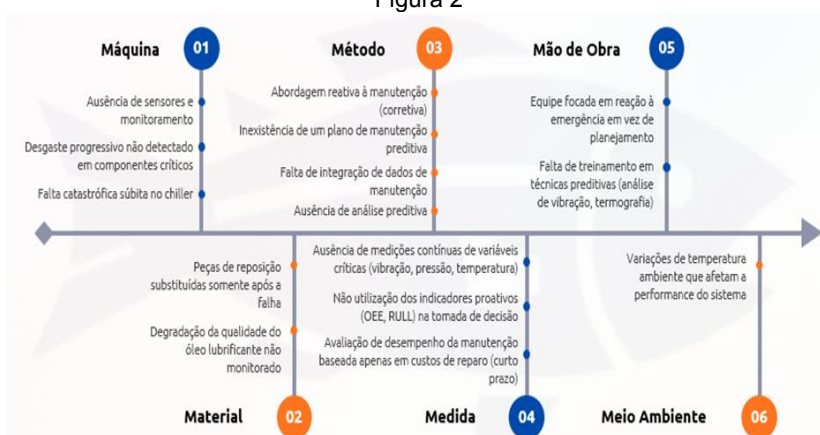 Figura 2
Máquina
01
Ausência de sensores e
monitoramento
Desgaste progressivo não detectado
em componentes críticos
Falta catastrófica súbita no chiller
Método
03
Abordagem reativa à manutenção
(corretiva)
Inexistência de um plano de manutenção
preditiva
Falta de integração de dados de
manutenção
Ausência de análise preditiva
Mão de Obra
05
Equipe focada em reação à
emergência em vez de
planejamento
Falta de treinamento em
técnicas preditivas (análise
de vibração, termografia)
Peças de reposição
substituídas somente após a
falha
Degradação da qualidade do
óleo lubrificante não
monitorado
Material
02
Ausência de medições contínuas de variáveis
críticas (vibração, pressão, temperatura)
Não utilização dos indicadores proativos
(OEE, RULL) na tomada de decisão
Avaliação de desempenho da manutenção
baseada apenas em custos de reparo (curto
prazo)
Medida
04
Variações de temperatura
ambiente que afetam a
performance do sistema
Meio Ambiente
06